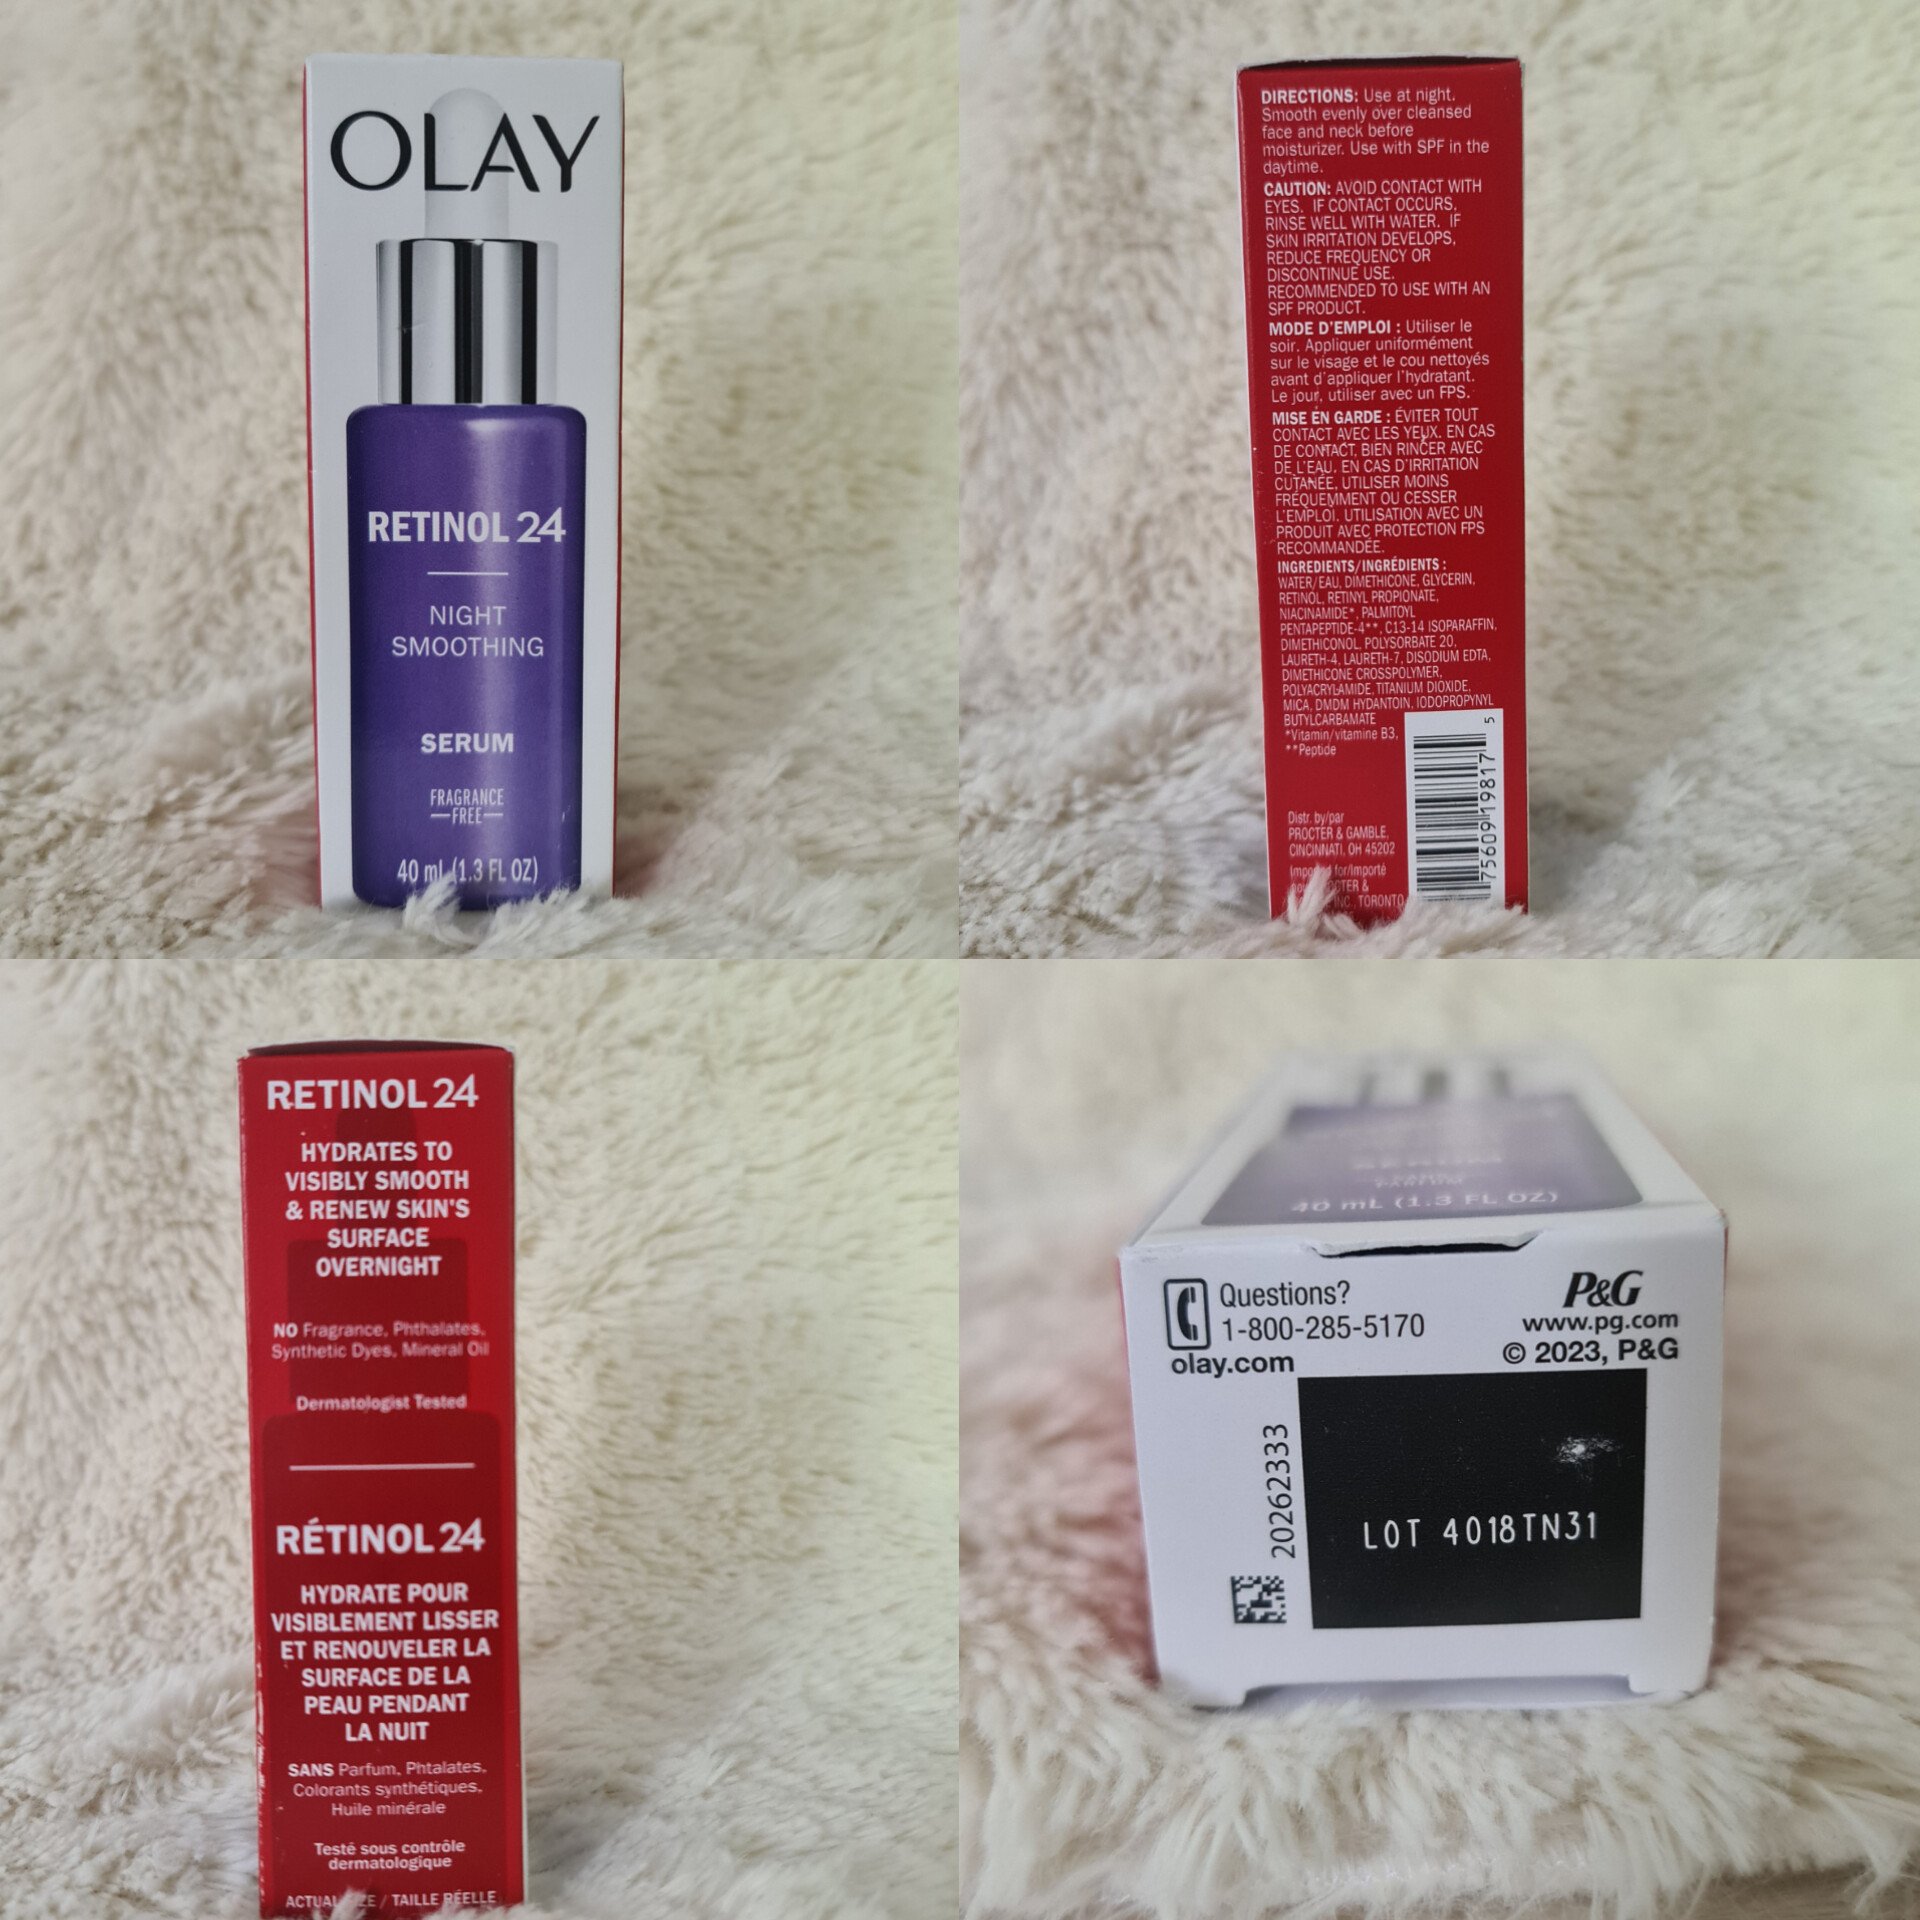 OLAY
RETINOL 24
NIGHT
SMOOTHING
SERUM
FRAGRANCE
FREE
40 mL (1.3 FL OZ)
DIRECTIONS: Use at night.
Smooth evenly over cleansed
face and neck before
moisturizer. Use with SPF in the
daytime.
CAUTION: AVOID CONTACT WITH
EYES. IF CONTACT OCCURS,
RINSE WELL WITH WATER. IF
SKIN IRRITATION DEVELOPS,
REDUCE FREQUENCY OR
DISCONTINUE USE.
RECOMMENDED TO USE WITH AN
SPF PRODUCT.
MODE D'EMPLOI : Utiliser le
soir. Appliquer uniformément
sur le visage et le cou nettoyés
avant d'appliquer l'hydratant.
Le jour, utiliser avec un FPS.
MISE EN GARDE : ÉVITER TOUT
CONTACT AVEC LES YEUX. EN CAS
DE CONTACT, BIEN RINCER AVEC
DE L'EAU. EN CAS D'IRRITATION
CUTANÉE, UTILISER MOINS
FRÉQUEMMENT OU CESSER
L'EMPLOI. UTILISATION AVEC UN
PRODUIT AVEC PROTECTION FPS
RECOMMANDÉE.
INGREDIENTS/INGRÉDIENTS :
WATER/EAU, DIMETHICONE, GLYCERIN,
RETINOL, RETINYL PROPIONATE,
NIACINAMIDE*, PALMITOYL
PENTAPEPTIDE-4**, C13-14 ISOPARAFFIN,
DIMETHICONOL, POLYSORBATE 20,
LAURETH-4, LAURETH-7, DISODIUM EDTA,
DIMETHICONE CROSSPOLYMER,
POLYACRYLAMIDE, TITANIUM DIOXIDE,
MICA, DMDM HYDANTOIN, IODOPROPYNYL
BUTYLCARBAMATE
*Vitamin/vitamine B3,
**Peptide
Distr. by/par
PROCTER & GAMBLE,
CINCINNATI, OH 45202
for/importé
&
INC., TORONTO
75609 19817 5
RETINOL 24
HYDRATES TO
VISIBLY SMOOTH
& RENEW SKIN'S
SURFACE
OVERNIGHT
NO Fragrance, Phthalates,
Synthetic Dyes, Mineral Oil
Dermatologist Tested
RÉTINOL 24
HYDRATE POUR
VISIBLEMENT LISSER
ET RENOUVELER LA
SURFACE DE LA
PEAU PENDANT
LA NUIT
SANS Parfum, Phtalates,
Colorants synthétiques,
Huile minérale
Testé sous contrôle
dermatologique
ACTUAL / TAILLE RÉELLE
40 mL (1.3 FL OZ)
Questions?
1-800-285-5170
olay.com
P&G
www.pg.com
© 2023, P&G
20262333
LOT 4018TN31